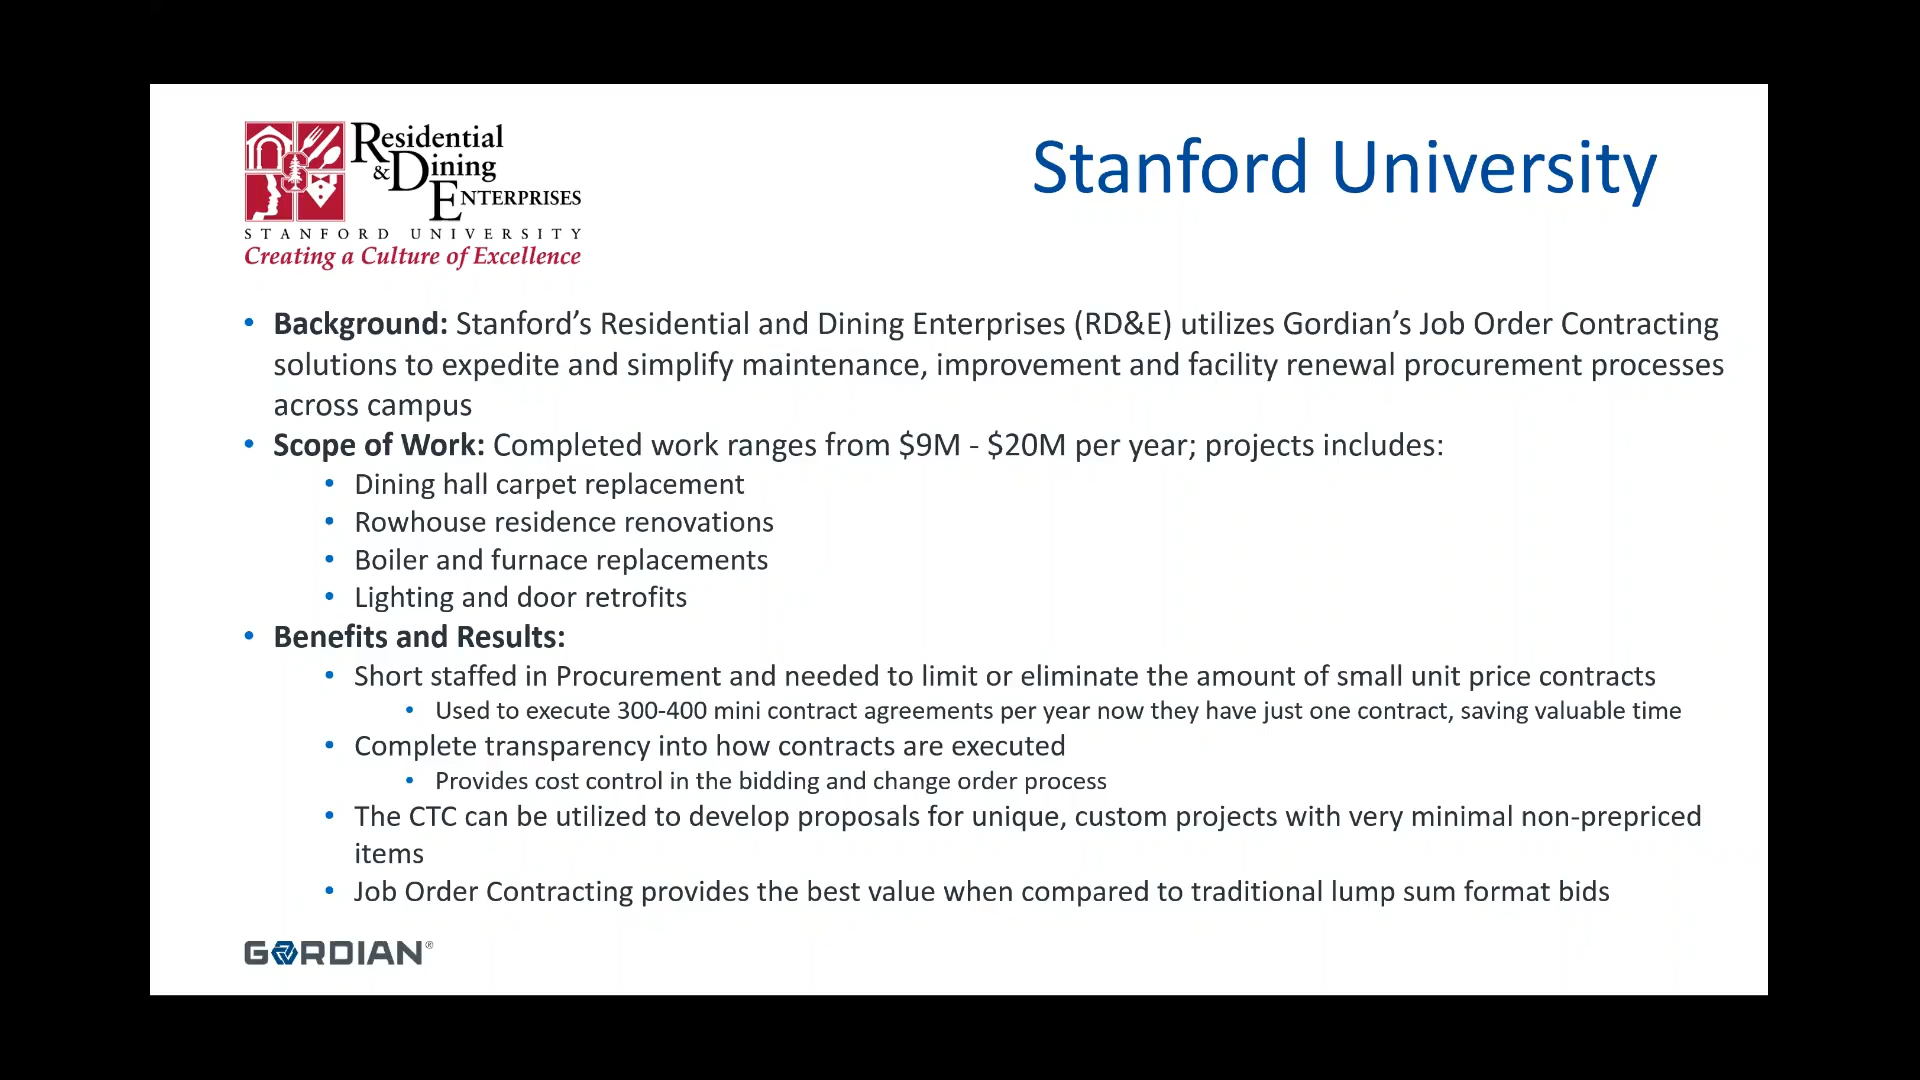 Residential
& Dining
ENTERPRISES
STANFORD UNIVERSITY
Creating a Culture of Excellence
Stanford University
• Background: Stanford’s Residential and Dining Enterprises (RD&E) utilizes Gordian’s Job Order Contracting
solutions to expedite and simplify maintenance, improvement and facility renewal procurement processes
across campus
• Scope of Work: Completed work ranges from $9M - $20M per year; projects includes:
• Dining hall carpet replacement
• Rowhouse residence renovations
• Boiler and furnace replacements
• Lighting and door retrofits
• Benefits and Results:
• Short staffed in Procurement and needed to limit or eliminate the amount of small unit price contracts
• Used to execute 300-400 mini contract agreements per year now they have just one contract, saving valuable time
• Complete transparency into how contracts are executed
• Provides cost control in the bidding and change order process
• The CTC can be utilized to develop proposals for unique, custom projects with very minimal non-prepriced
items
• Job Order Contracting provides the best value when compared to traditional lump sum format bids
GORDIAN®